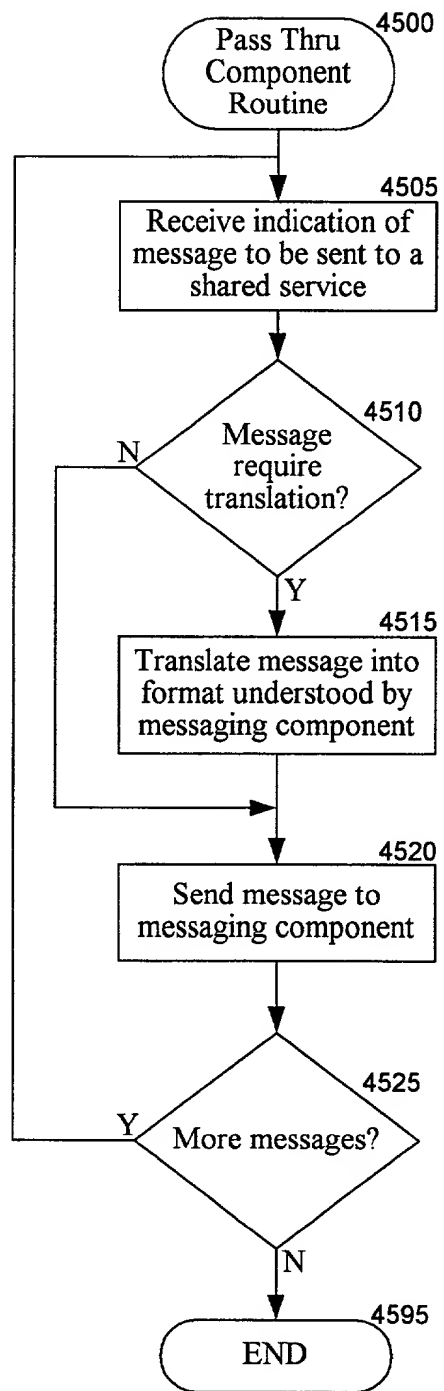 4500
Pass Thru
Component
Routine
4505
Receive indication of
message to be sent to a
shared service
4510
Message
require
translation?
N
Y
4515
Translate message into
format understood by
messaging component
4520
Send message to
messaging component
4525
More messages?
Y
N
4595
END